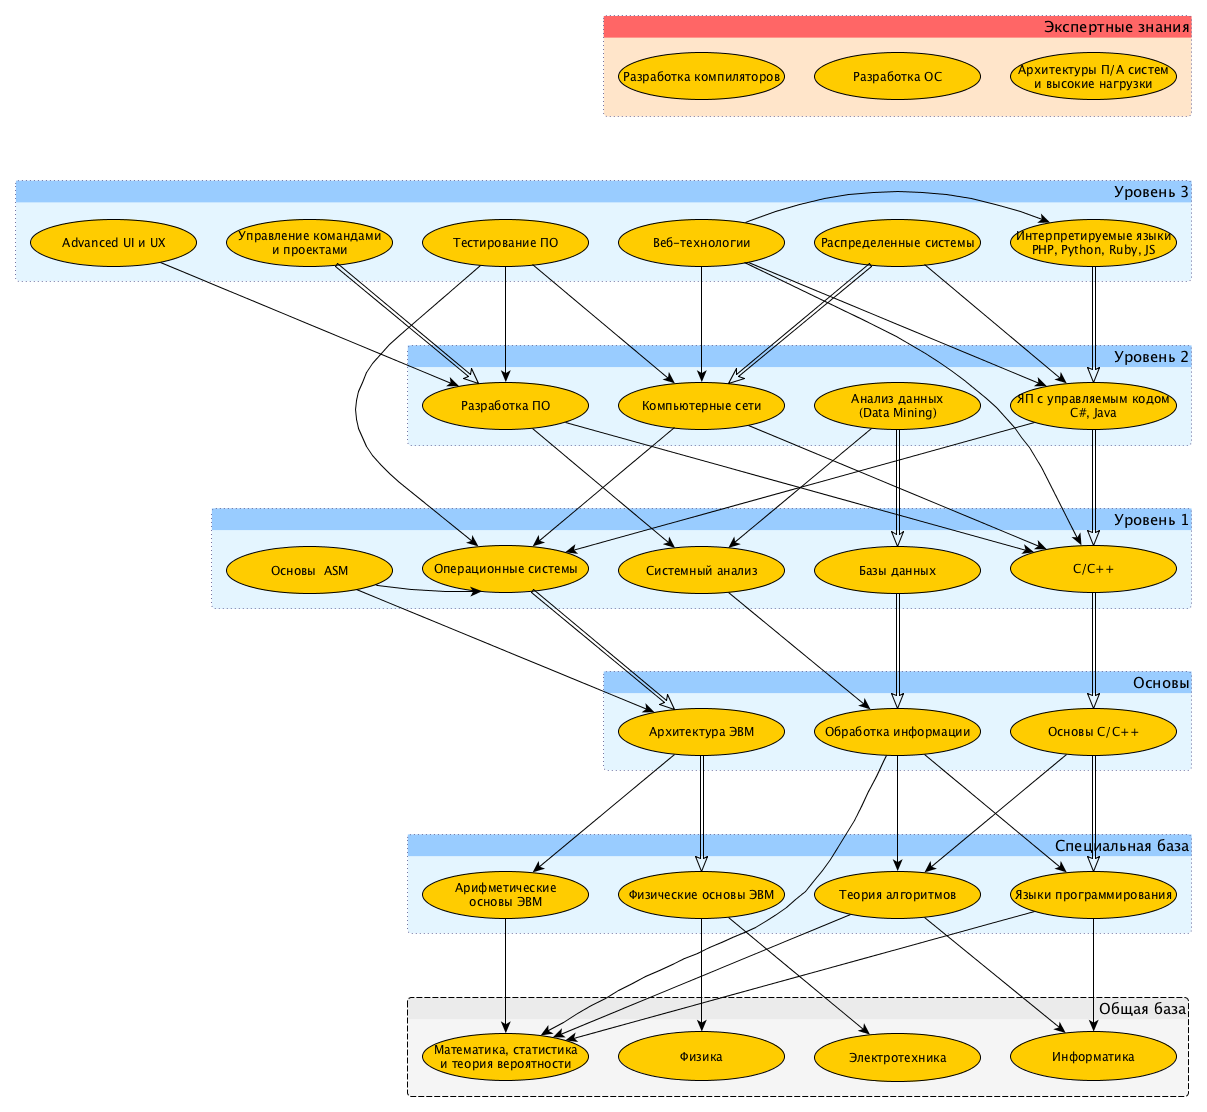 Экспертные знания
Разработка компиляторов
Разработка ОС
Архитектуры П/А систем
и высокие нагрузки
Уровень 3
Advanced UI и UX
Управление командами
и проектами
Тестирование ПО
Веб-технологии
Распределенные системы
Интерпретируемые языки
PHP, Python, Ruby, JS
Уровень 2
Разработка ПО
Компьютерные сети
Анализ данных
(Data Mining)
ЯП с управляемым кодом
C#, Java
Уровень 1
Основы ASM
Операционные системы
Системный анализ
Базы данных
C/C++
Основы
Архитектура ЭВМ
Обработка информации
Основы C/C++
Специальная база
Арифметические
основы ЭВМ
Физические основы ЭВМ
Теория алгоритмов
Языки программирования
Общая база
Математика, статистика
и теория вероятности
Физика
Электротехника
Информатика